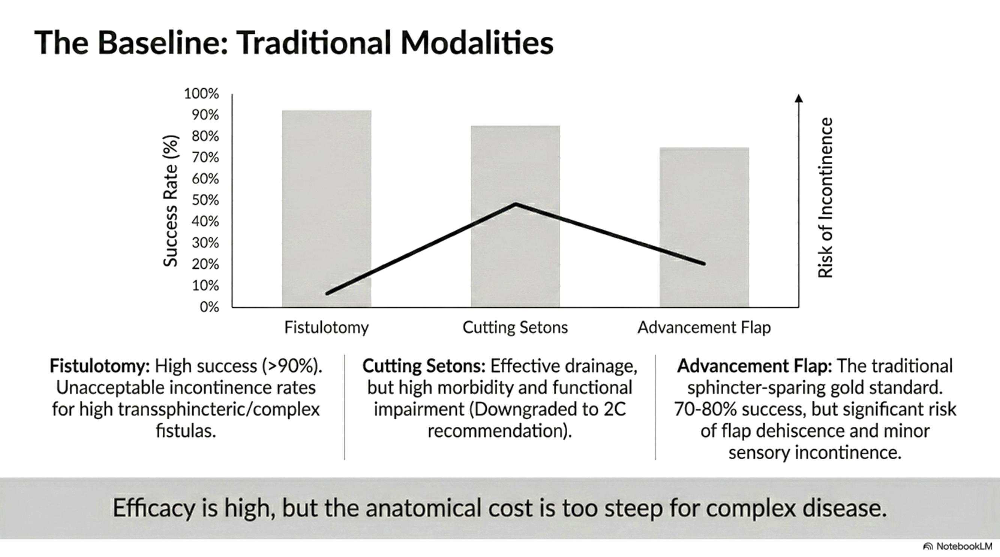 The Baseline: Traditional Modalities
Success Rate (%)
100%
90%
80%
70%
60%
50%
40%
30%
20%
10%
0%
Risk of Incontinence
Fistulotomy
Cutting Setons
Advancement Flap
Fistulotomy: High success (>90%).
Unacceptable incontinence rates
for high transsphincteric/complex
fistulas.
Cutting Setons: Effective drainage,
but high morbidity and functional
impairment (Downgraded to 2C
recommendation).
Advancement Flap: The traditional
sphincter-sparing gold standard.
70-80% success, but significant risk
of flap dehiscence and minor
sensory incontinence.
Efficacy is high, but the anatomical cost is too steep for complex disease.
NotebookLM